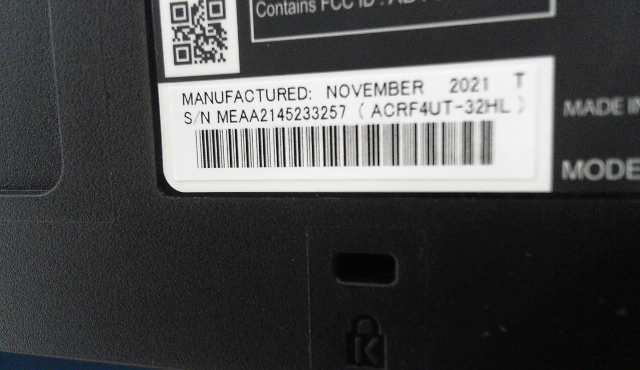 Contains FCC ID :
MANUFACTURED: NOVEMBER 2021 T
S/N MEAA2145233257 ( ACRF4UT-32HL )
MADE IN
MODE
K